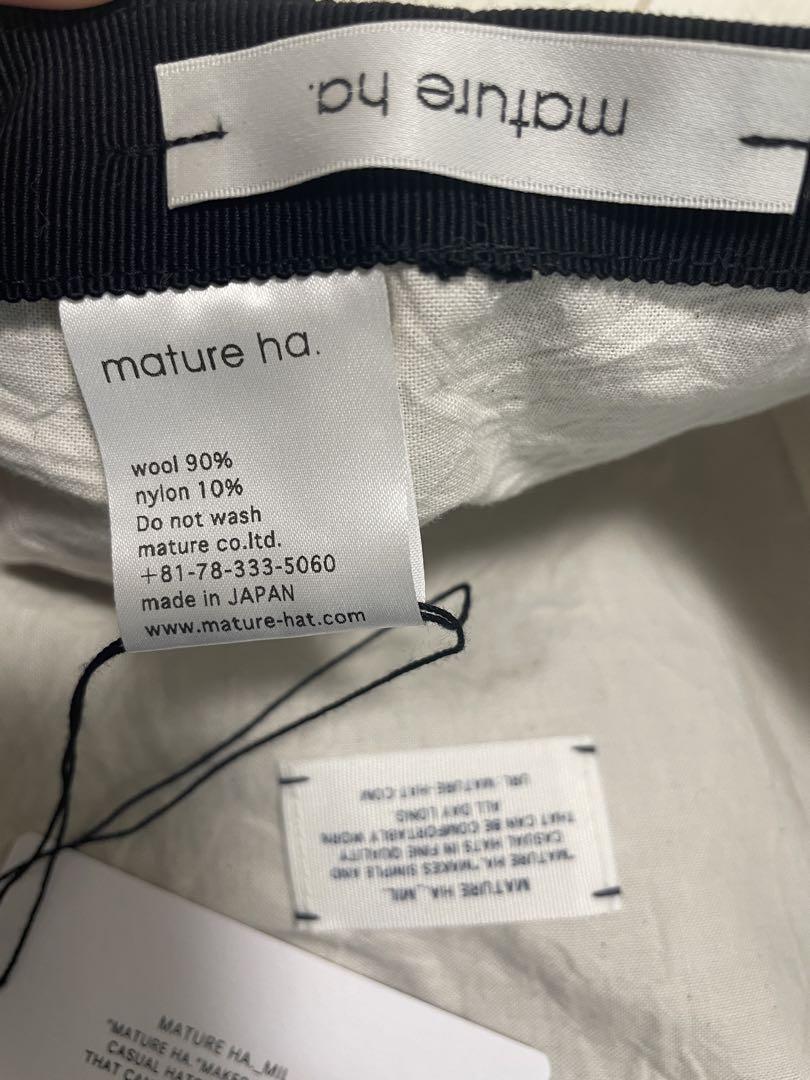 mature ha.
mature ha.
wool 90%
nylon 10%
Do not wash
mature co.ltd.
+81-78-333-5060
made in JAPAN
www.mature-hat.com
MATURE HA._MIL
"MATURE HA."MAKES SIMPLE AND
CASUAL HATS IN FINE QUALITY
THAT CAN BE COMFORTABLY WORN
ALL DAY LONG
URL. MATURE-HAT.COM
MATURE HA._MIL
"MATURE HA."MAKES
CASUAL HATS
THAT CAN